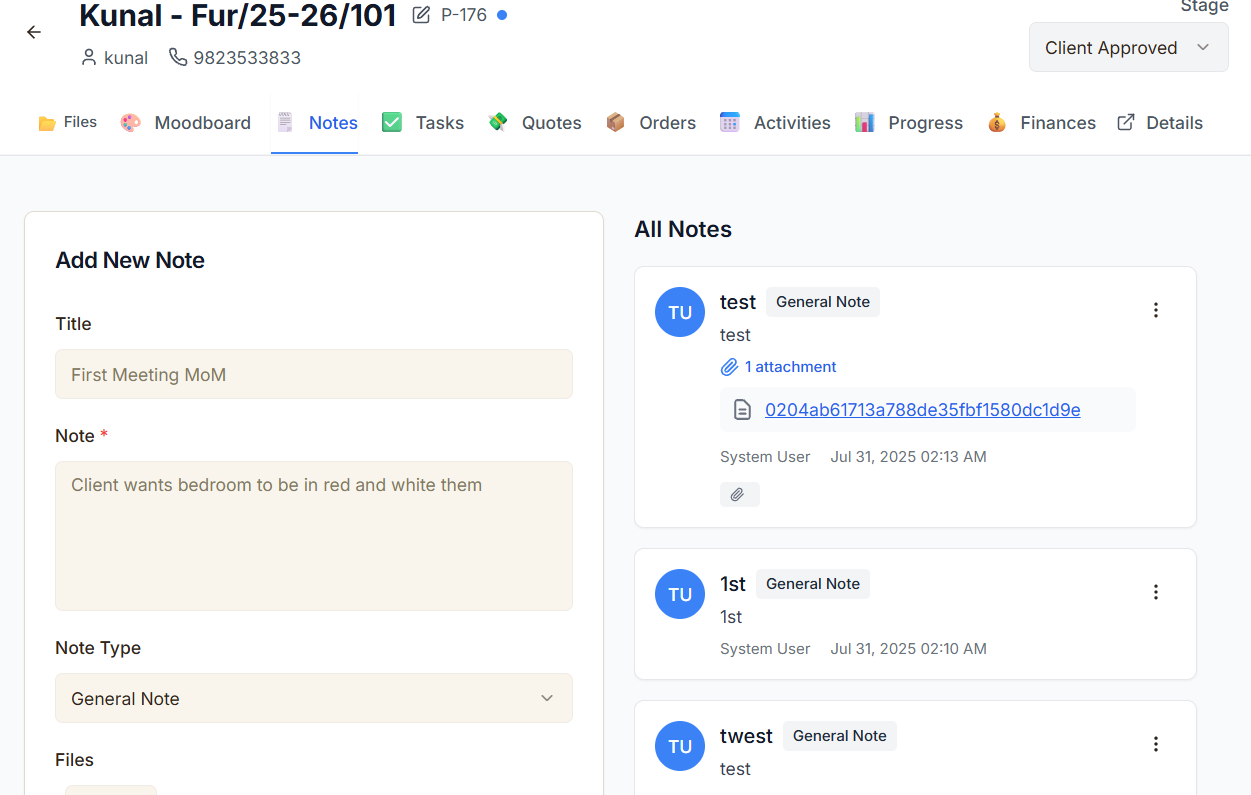 Kunal - Fur/25-26/101 P-176
Stage
kunal 9823533833
Client Approved
Files Moodboard Notes Tasks Quotes Orders Activities Progress Finances Details
Add New Note
Title
First Meeting MoM
Note *
Client wants bedroom to be in red and white them
Note Type
General Note
Files
All Notes
TU
test General Note
test
1 attachment
0204ab61713a788de35fbf1580dc1d9e
System User Jul 31, 2025 02:13 AM
TU
1st General Note
1st
System User Jul 31, 2025 02:10 AM
TU
twest General Note
test